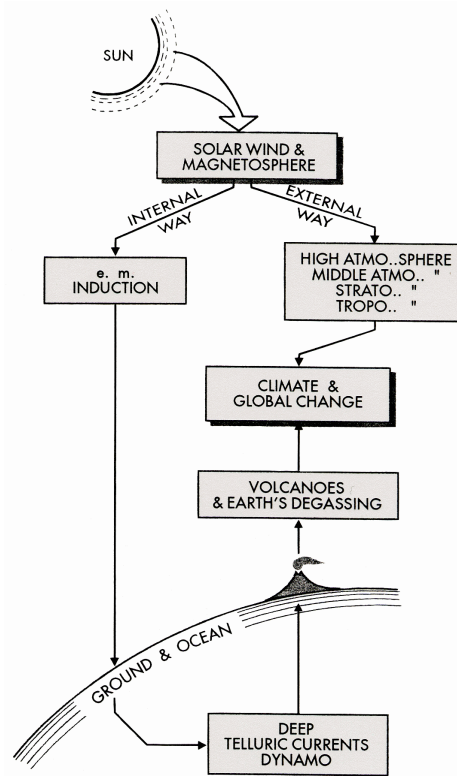 SUN
SOLAR WIND &
MAGNETOSPHERE
INTERNAL
WAY
EXTERNAL
WAY
e. m.
INDUCTION
HIGH ATMO..SPHERE
MIDDLE ATMO.. "
STRATO.. "
TROPO.. "
CLIMATE &
GLOBAL CHANGE
VOLCANOES
& EARTH'S DEGASSING
GROUND & OCEAN
DEEP
TELLURIC CURRENTS
DYNAMO